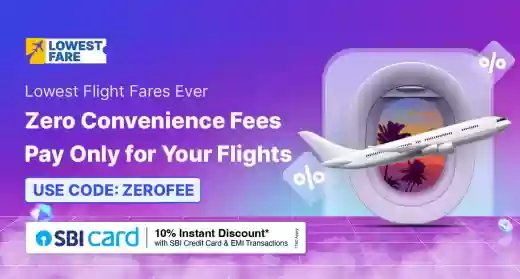 LOWEST
FARE
Lowest Flight Fares Ever
Zero Convenience Fees
Pay Only for Your Flights
USE CODE: ZEROFEE
SBI card
10% Instant Discount*
with SBI Credit Card & EMI Transactions
%
%